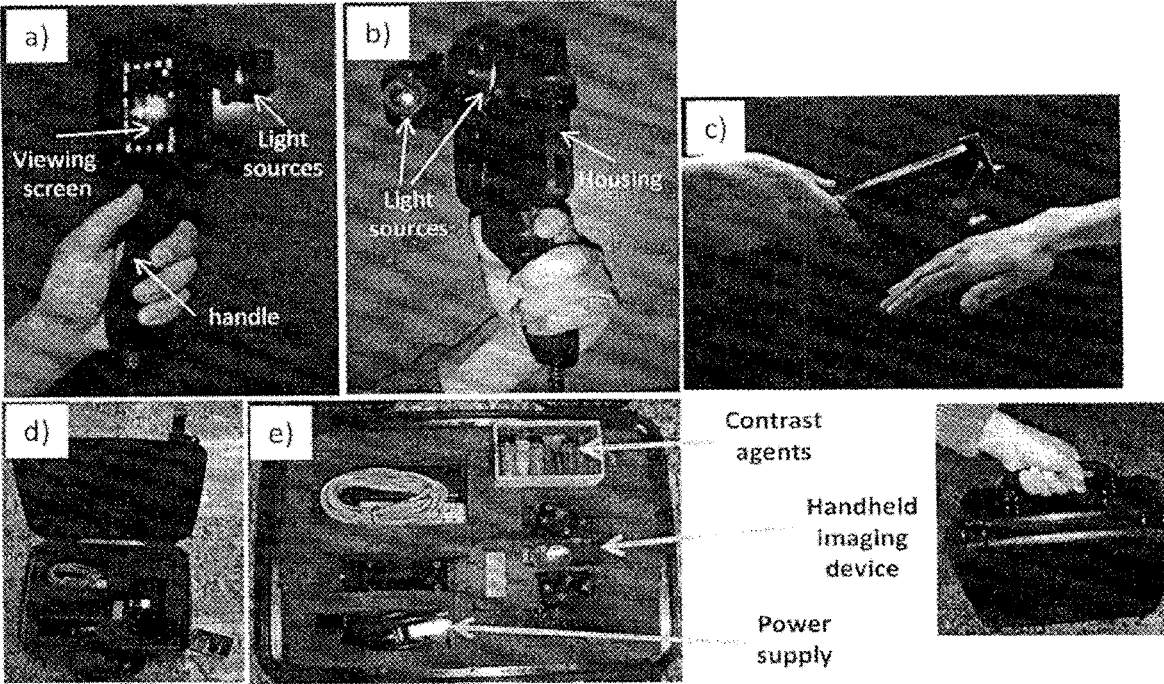 a)
Viewing
screen
Light
sources
handle
b)
Light
sources
Housing
c)
d)
e)
Contrast
agents
Handheld
imaging
device
Power
supply